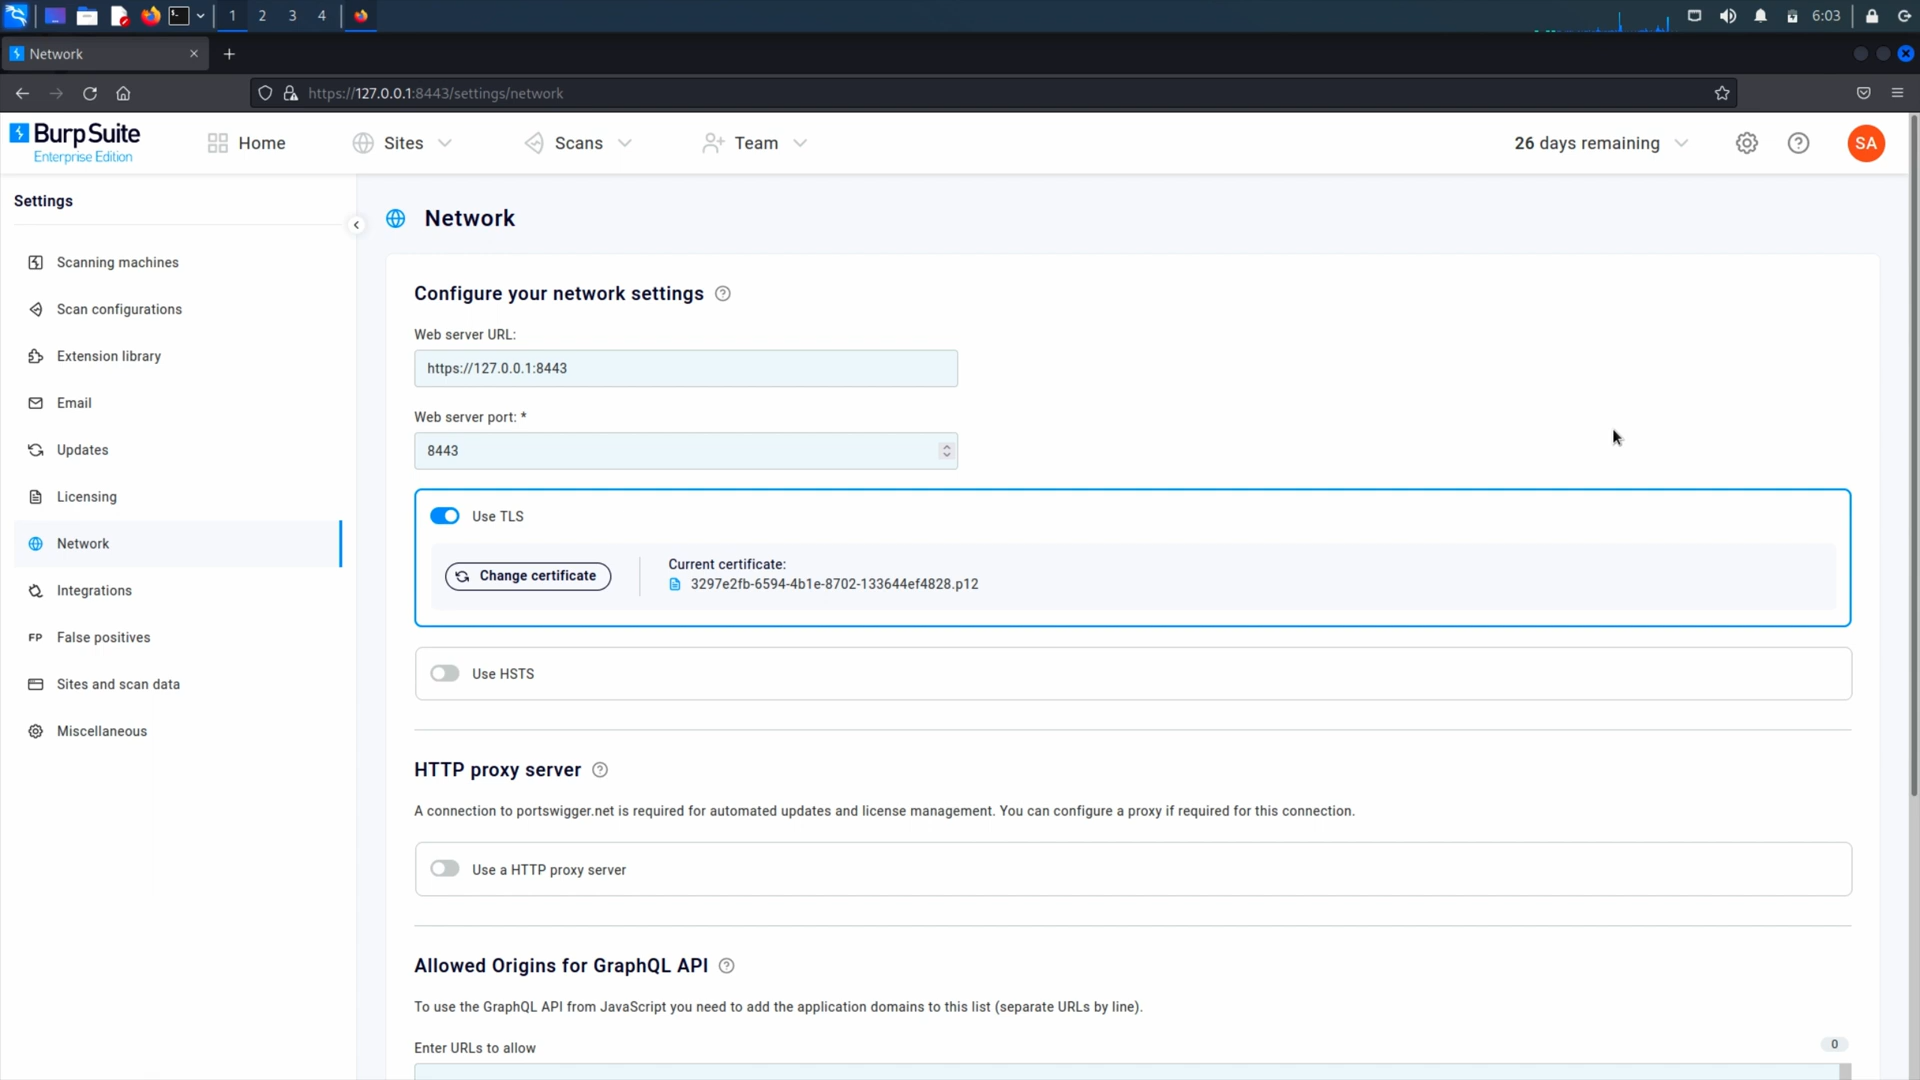 1
2
3
4
6:03
Network
https://127.0.0.1:8443/settings/network
BurpSuite
Enterprise Edition
Home
Sites
Scans
Team
26 days remaining
SA
Settings
Scanning machines
Scan configurations
Extension library
Email
Updates
Licensing
Network
Integrations
FP False positives
Sites and scan data
Miscellaneous
Network
Configure your network settings
Web server URL:
https://127.0.0.1:8443
Web server port: *
8443
Use TLS
Change certificate
Current certificate:
3297e2fb-6594-4b1e-8702-133644ef4828.p12
Use HSTS
HTTP proxy server
A connection to portswigger.net is required for automated updates and license management. You can configure a proxy if required for this connection.
Use a HTTP proxy server
Allowed Origins for GraphQL API
To use the GraphQL API from JavaScript you need to add the application domains to this list (separate URLs by line).
Enter URLs to allow
0